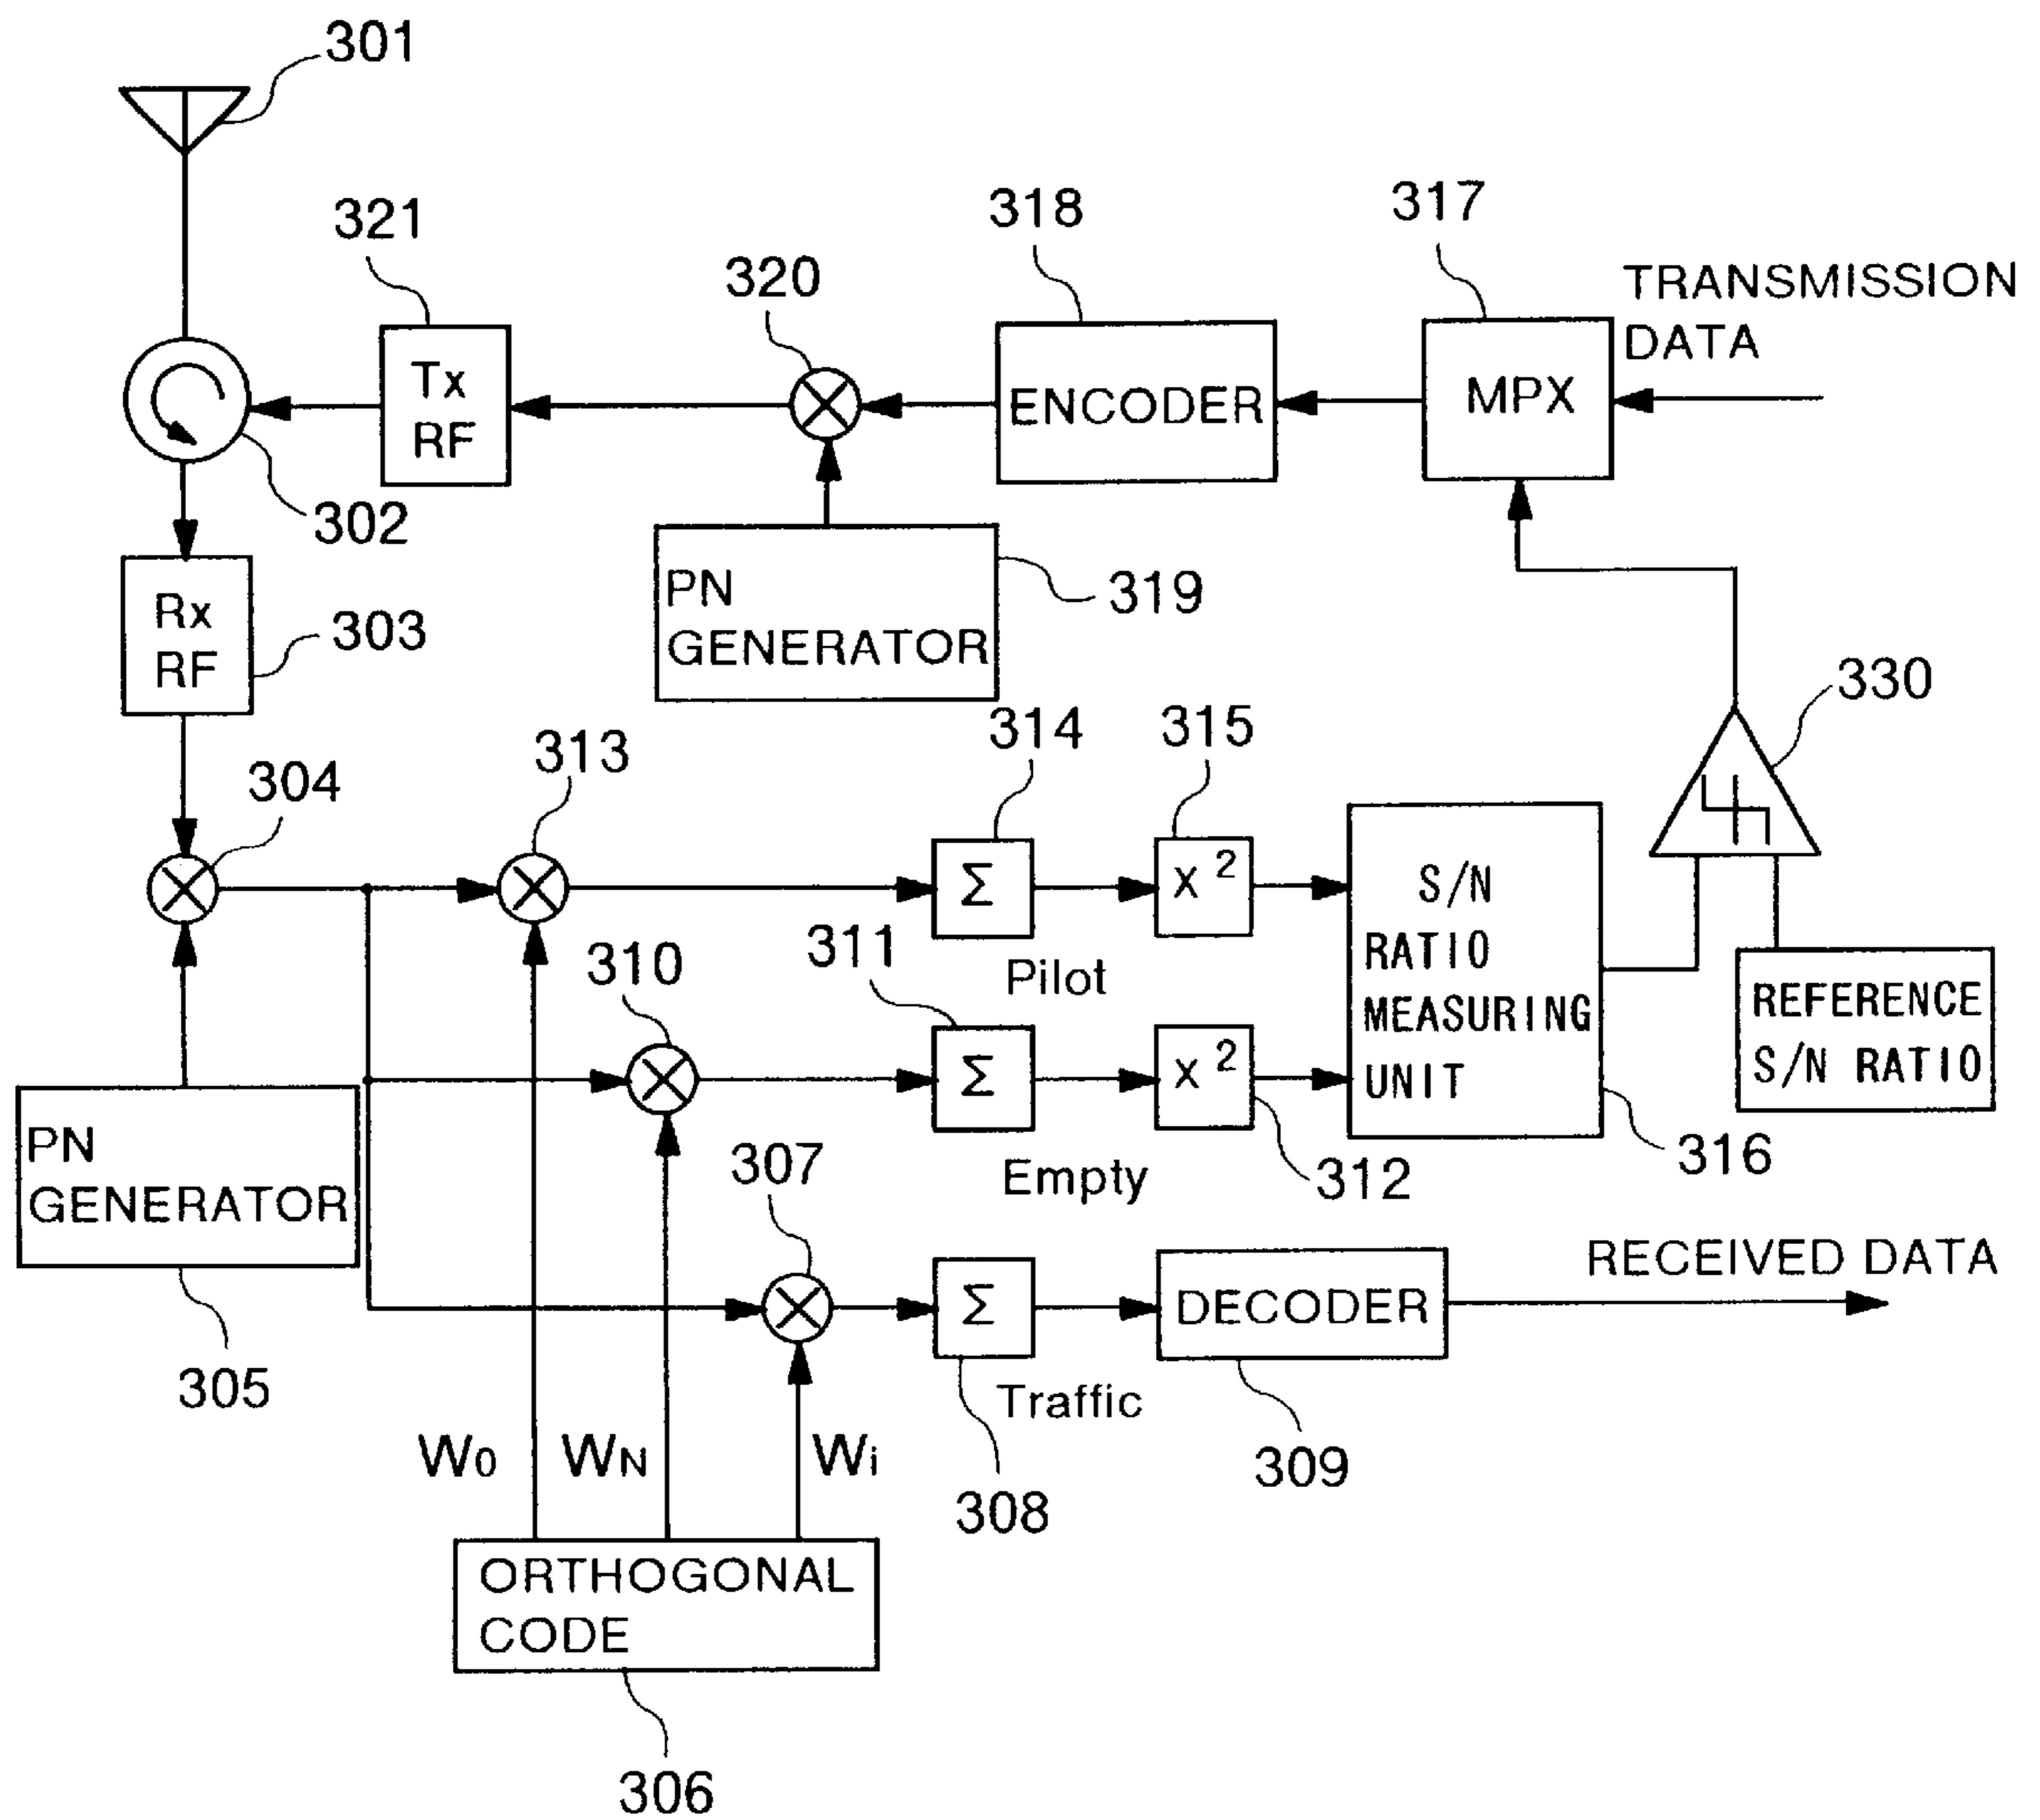 301
321
318
317
320
TRANSMISSION
DATA
Tx
RF
ENCODER
MPX
302
PN
GENERATOR
319
Rx
RF
303
330
314
315
313
304
Σ
X 2
S/N
RATIO
MEASURING
UNIT
310
311
Pilot
REFERENCE
S/N RATIO
Σ
X 2
PN
GENERATOR
307
Empty
312
316
RECEIVED DATA
Σ
DECODER
305
Traffic
W0
WN
Wi
308
309
ORTHOGONAL
CODE
306